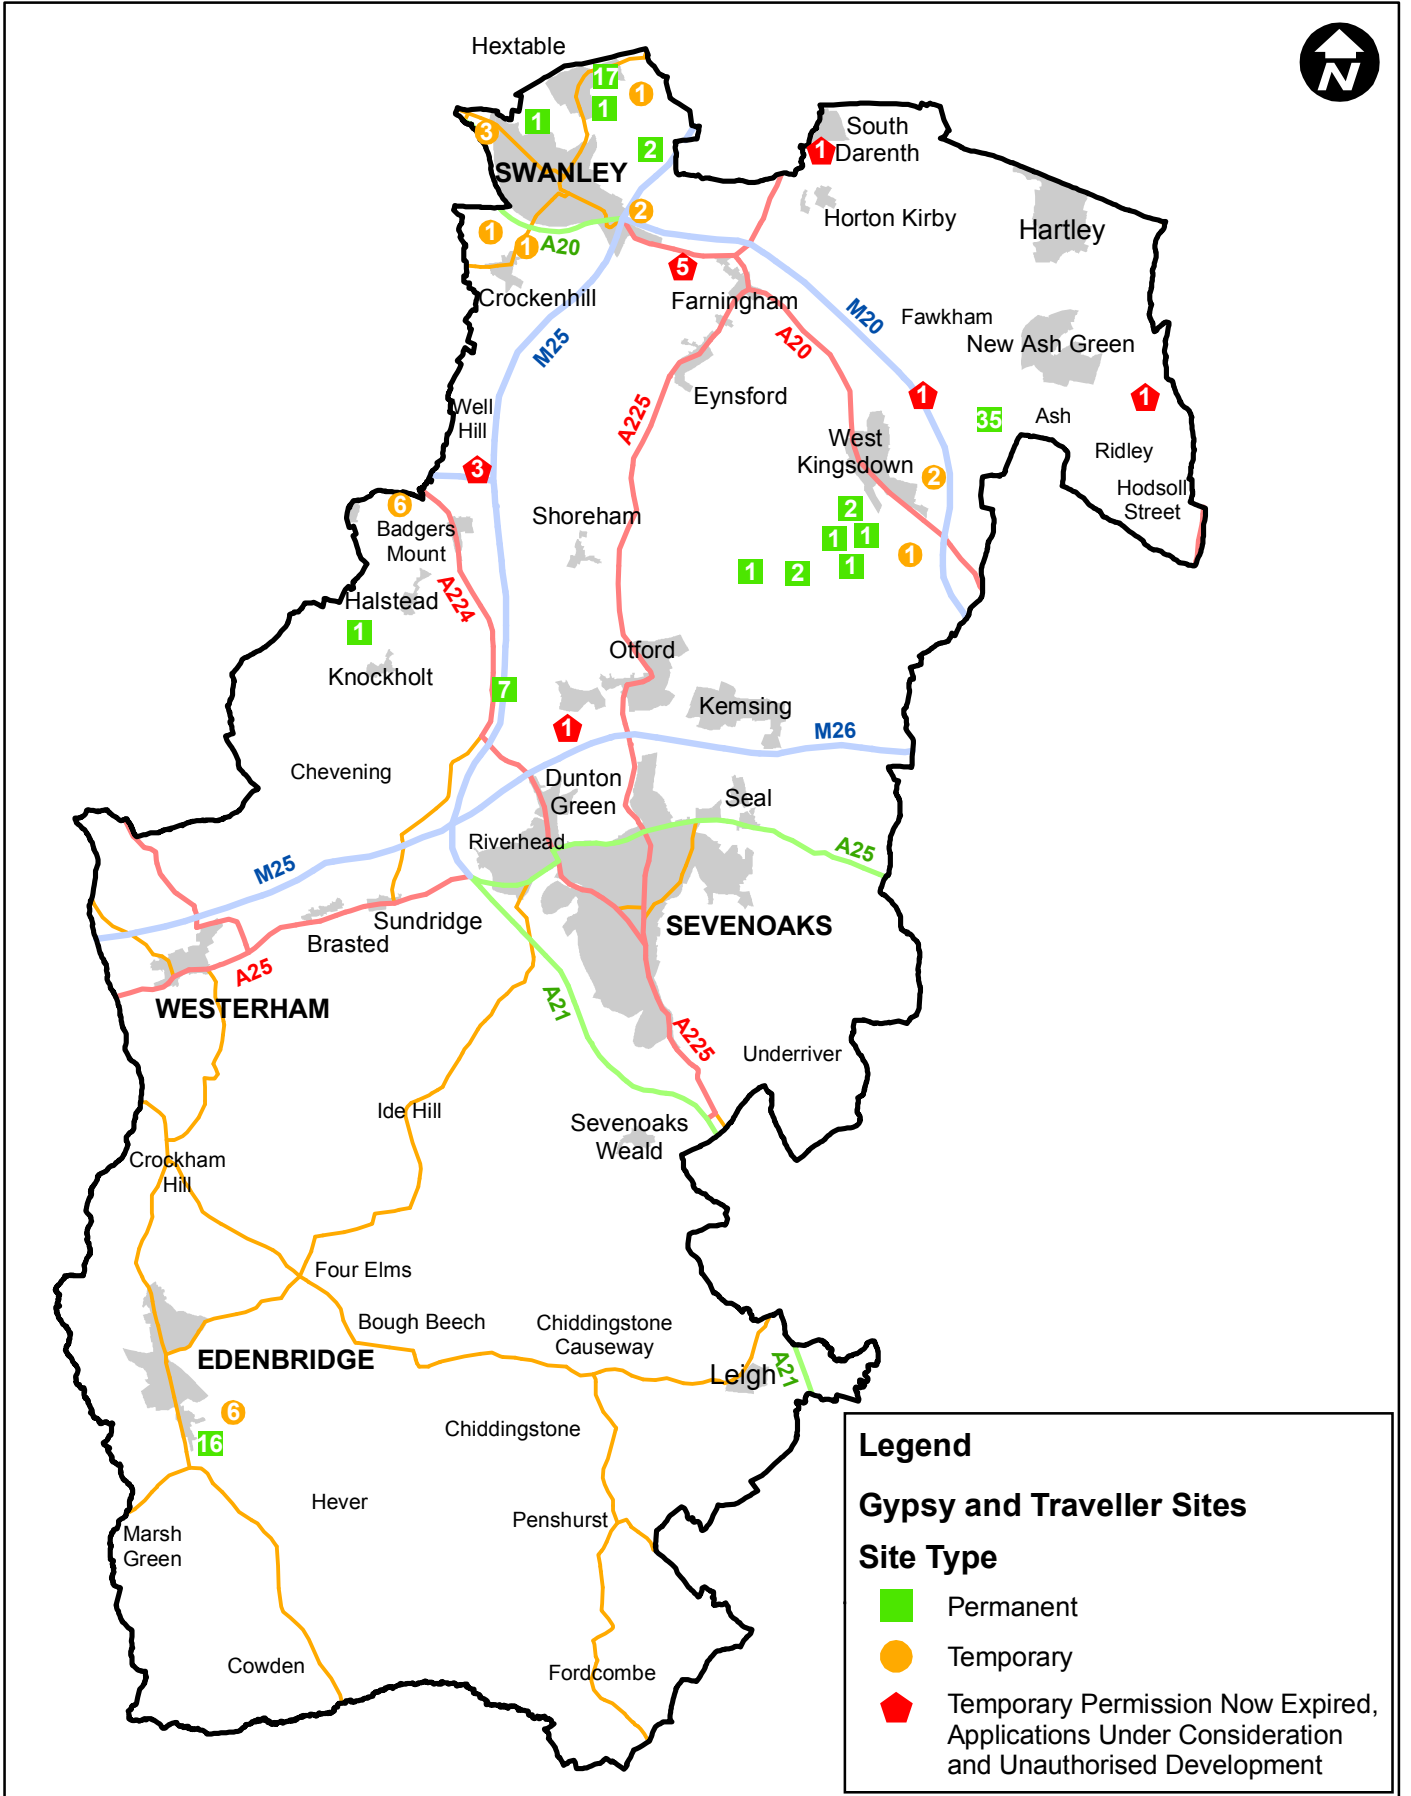 Hextable
N
17
1
1
1
3
South
Darenth
1
2
SWANLEY
Horton Kirby
Hartley
2
1
1
A20
5
Crockenhill
Farningham
M20
Fawkham
A20
New Ash Green
M25
Eynsford
1
1
Well
Hill
A225
35
Ash
West
Kingsdown
Ridley
3
2
Hodsoll
Street
6
Shoreham
2
Badgers
Mount
1
1
1
1
2
1
A224
Halstead
1
Otford
Knockholt
7
Kemsing
1
M26
Chevening
Dunton
Green
Seal
Riverhead
A25
M25
Sundridge
SEVENOAKS
Brasted
A25
WESTERHAM
A21
A225
Underriver
Ide Hill
Sevenoaks
Weald
Crockham
Hill
Four Elms
Bough Beech
Chiddingstone
Causeway
EDENBRIDGE
Leigh
A21
6
Chiddingstone
16
Hever
Penshurst
Marsh
Green
Cowden
Fordcombe
Legend
Gypsy and Traveller Sites
Site Type
Permanent
Temporary
Temporary Permission Now Expired,
Applications Under Consideration
and Unauthorised Development